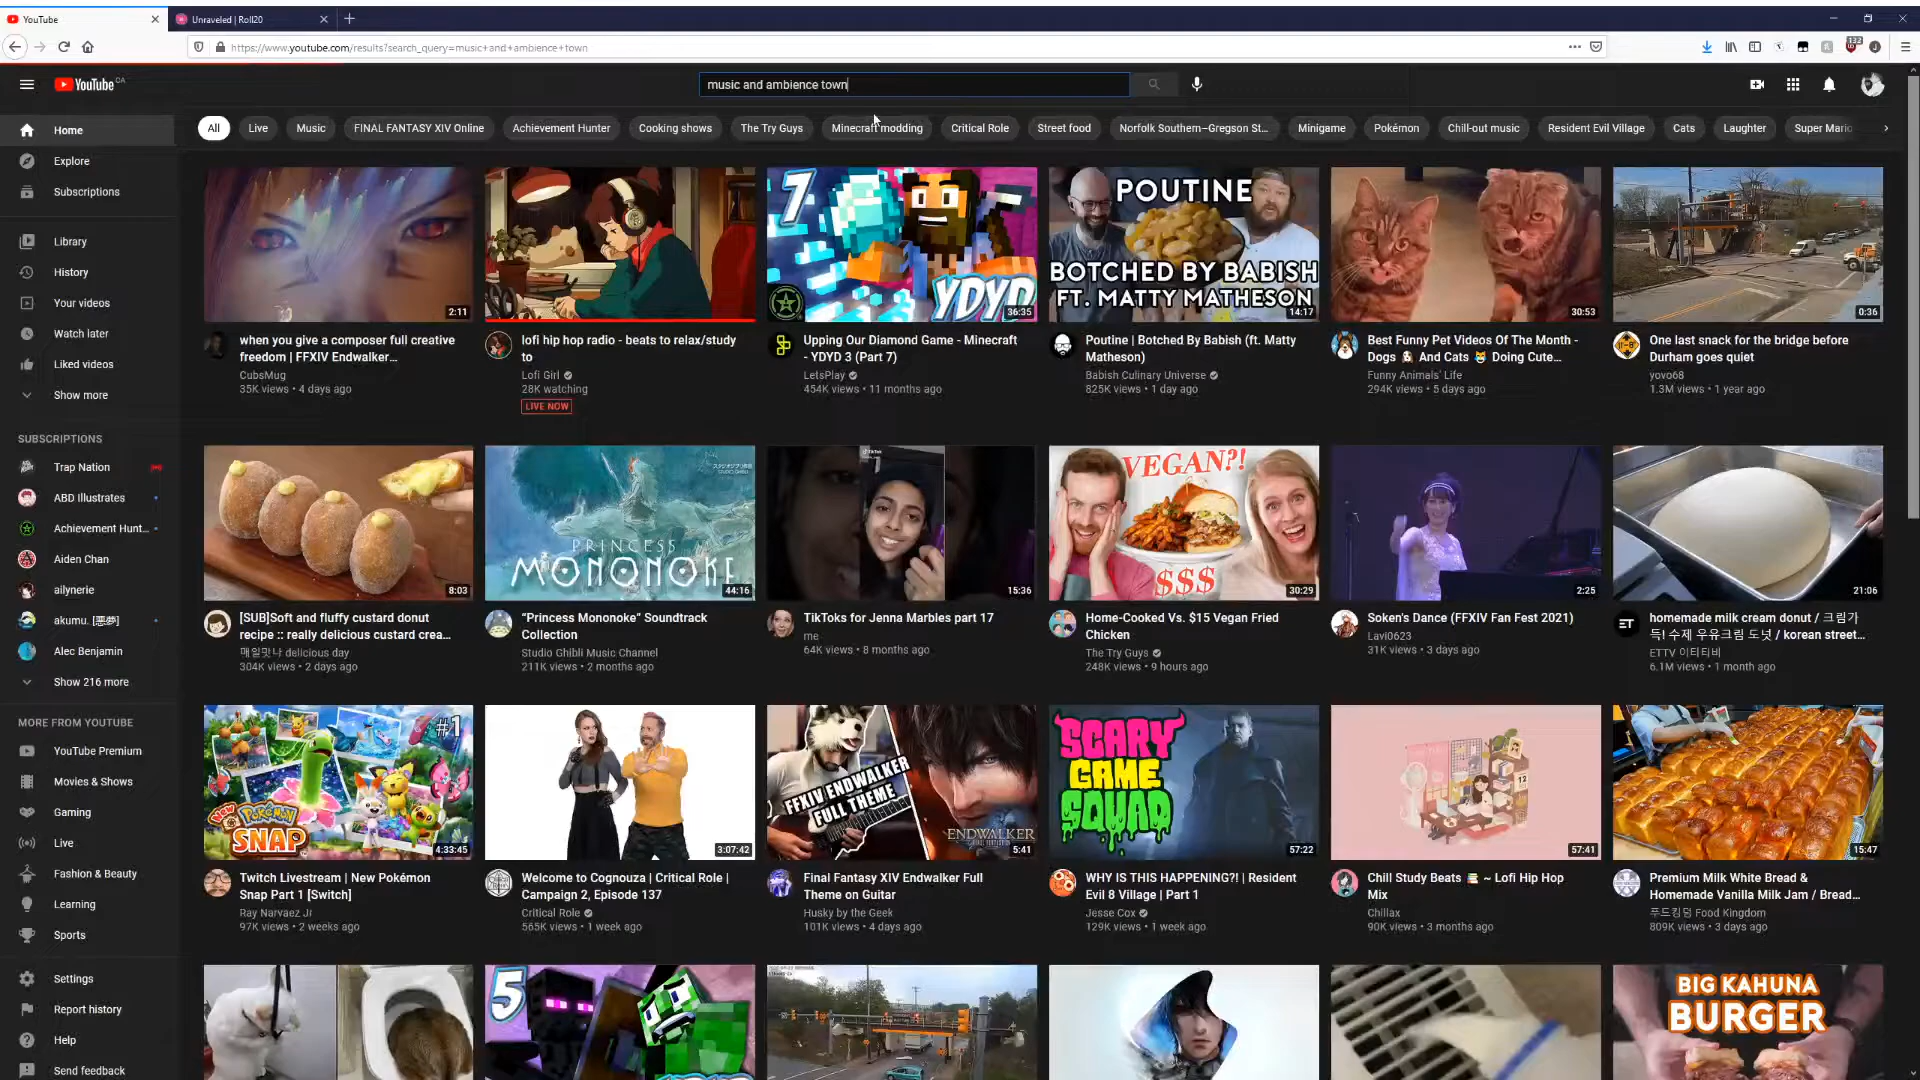 YouTube
Unraveled | Roll20
https://www.youtube.com/results?search_query=music+and+ambience+town
132
YouTube CA
music and ambience town
Home
Explore
Subscriptions
Library
History
Your videos
Watch later
Liked videos
Show more
SUBSCRIPTIONS
Trap Nation
ABD Illustrates
Achievement Hunt...
Aiden Chan
ailynerie
akumu. [悪夢]
Alec Benjamin
Show 216 more
MORE FROM YOUTUBE
YouTube Premium
Movies & Shows
Gaming
Live
Fashion & Beauty
Learning
Sports
Settings
Report history
Help
Send feedback
All
Live
Music
FINAL FANTASY XIV Online
Achievement Hunter
Cooking shows
The Try Guys
Minecraft modding
Critical Role
Street food
Norfolk Southern–Gregson St...
Minigame
Pokémon
Chill-out music
Resident Evil Village
Cats
Laughter
Super Mario
2:11
when you give a composer full creative
freedom | FFXIV Endwalker...
CubsMug
35K views • 4 days ago
lofi hip hop radio - beats to relax/study
to
Lofi Girl
28K watching
LIVE NOW
7
YDYD
36:35
Upping Our Diamond Game - Minecraft
- YDYD 3 (Part 7)
LetsPlay
454K views • 11 months ago
POUTINE
BOTCHED BY BABISH
FT. MATTY MATHESON
14:17
Poutine | Botched By Babish (ft. Matty
Matheson)
Babish Culinary Universe
825K views • 1 day ago
30:53
Best Funny Pet Videos Of The Month -
Dogs 🐶 And Cats 😹 Doing Cute...
Funny Animals' Life
294K views • 5 days ago
0:36
11-8
One last snack for the bridge before
Durham goes quiet
yovo68
1.3M views • 1 year ago
8:03
[SUB]Soft and fluffy custard donut
recipe :: really delicious custard crea...
매일맛나 delicious day
304K views • 2 days ago
PRINCESS
MONONOKE
44:16
"Princess Mononoke" Soundtrack
Collection
Studio Ghibli Music Channel
211K views • 2 months ago
15:36
TikToks for Jenna Marbles part 17
me
64K views • 8 months ago
VEGAN?!
$$$
30:29
Home-Cooked Vs. $15 Vegan Fried
Chicken
The Try Guys
248K views • 9 hours ago
2:25
Soken's Dance (FFXIV Fan Fest 2021)
Lavi0623
31K views • 3 days ago
21:06
ET
homemade milk cream donut / 크림가
득! 수제 우유크림 도넛 / korean street...
ETTV 이티티비
6.1M views • 1 month ago
#1
New Pokémon
SNAP
4:33:45
Twitch Livestream | New Pokémon
Snap Part 1 [Switch]
Ray Narvaez Jr
97K views • 2 weeks ago
3:07:42
Welcome to Cognouza | Critical Role |
Campaign 2, Episode 137
Critical Role
565K views • 1 week ago
FFXIV ENDWALKER
FULL THEME
ENDWALKER
5:41
Final Fantasy XIV Endwalker Full
Theme on Guitar
Husky by the Geek
101K views • 4 days ago
SCARY
GAME
SQUAD
57:22
WHY IS THIS HAPPENING?! | Resident
Evil 8 Village | Part 1
Jesse Cox
129K views • 1 week ago
12
57:41
Chill Study Beats 📚 ~ Lofi Hip Hop
Mix
Chillax
90K views • 3 months ago
15:47
Premium Milk White Bread &
Homemade Vanilla Milk Jam / Bread...
푸드킹덤 Food Kingdom
809K views • 3 days ago
5
BIG KAHUNA
BURGER